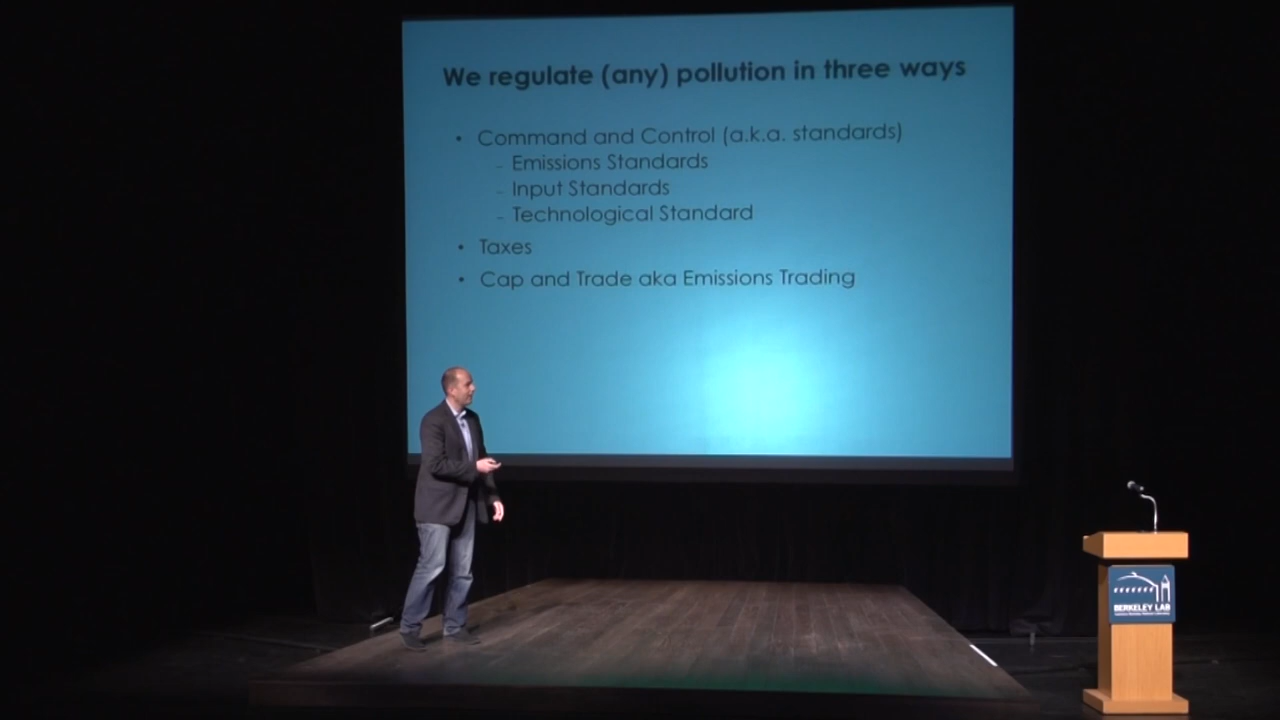 We regulate (any) pollution in three ways
• Command and Control (a.k.a. standards)
- Emissions Standards
- Input Standards
- Technological Standard
• Taxes
• Cap and Trade aka Emissions Trading
BERKELEY LAB